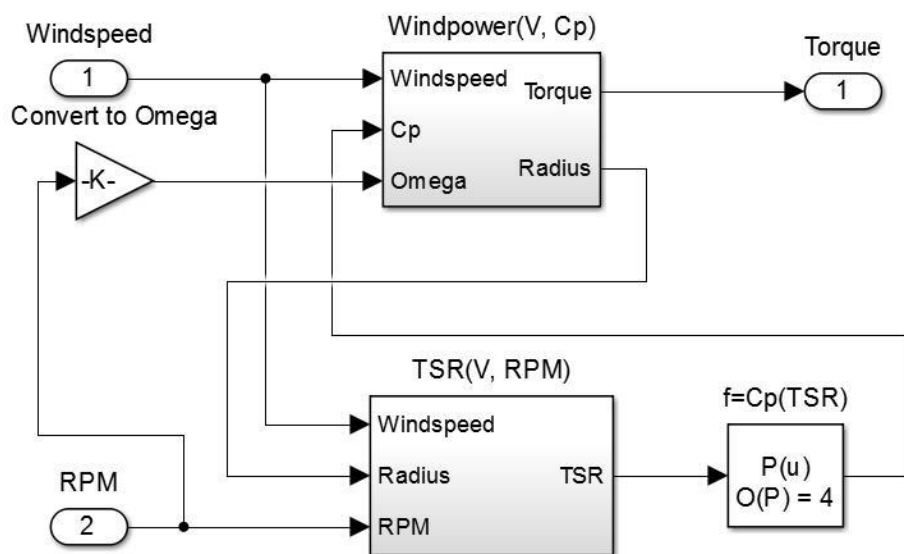 Windspeed
1
Convert to Omega
-K-
Windpower(V, Cp)
Windspeed
Cp
Omega
Torque
Radius
Torque
1
TSR(V, RPM)
Windspeed
Radius
RPM
TSR
f=Cp(TSR)
P(u)
O(P) = 4
RPM
2